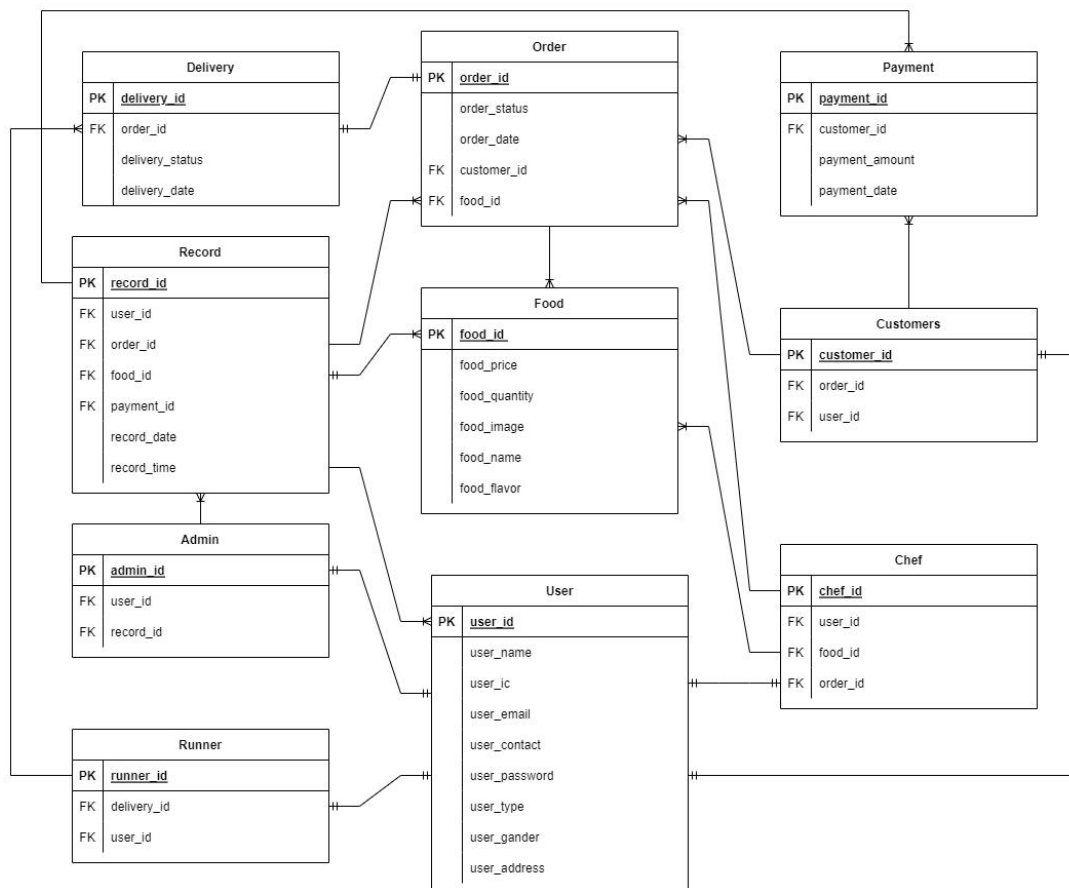 Delivery
PK delivery_id
FK order_id
delivery_status
delivery_date
Order
PK order_id
order_status
order_date
FK customer_id
FK food_id
Payment
PK payment_id
FK customer_id
payment_amount
payment_date
Record
PK record_id
FK user_id
FK order_id
FK food_id
FK payment_id
record_date
record_time
Food
PK food_id
food_price
food_quantity
food_image
food_name
food_flavor
Customers
PK customer_id
FK order_id
FK user_id
Admin
PK admin_id
FK user_id
FK record_id
User
PK user_id
user_name
user_ic
user_email
user_contact
user_password
user_type
user_gander
user_address
Chef
PK chef_id
FK user_id
FK food_id
FK order_id
Runner
PK runner_id
FK delivery_id
FK user_id